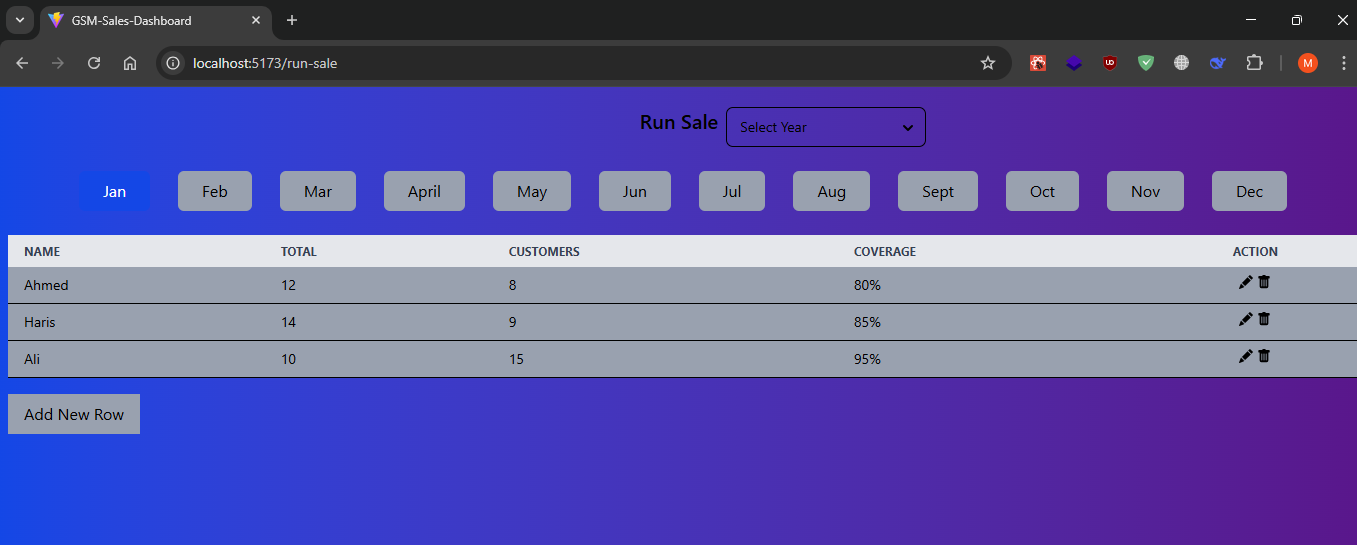 GSM-Sales-Dashboard
localhost:5173/run-sale
M
Run Sale Select Year
Jan Feb Mar April May Jun Jul Aug Sept Oct Nov Dec
NAME TOTAL CUSTOMERS COVERAGE ACTION
Ahmed 12 8 80%
Haris 14 9 85%
Ali 10 15 95%
Add New Row